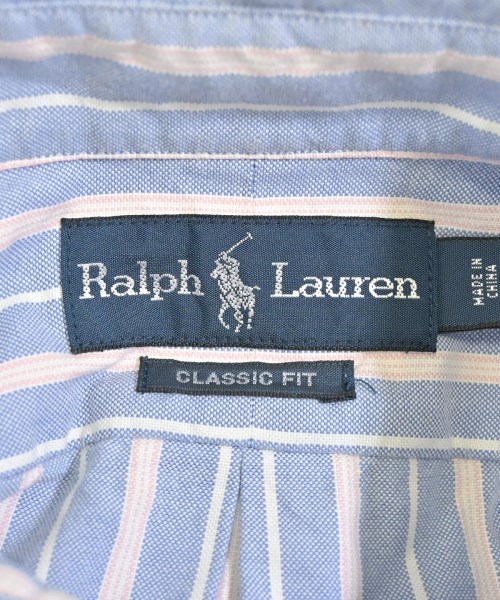 Ralph Lauren
CLASSIC FIT
MADE IN
CHINA